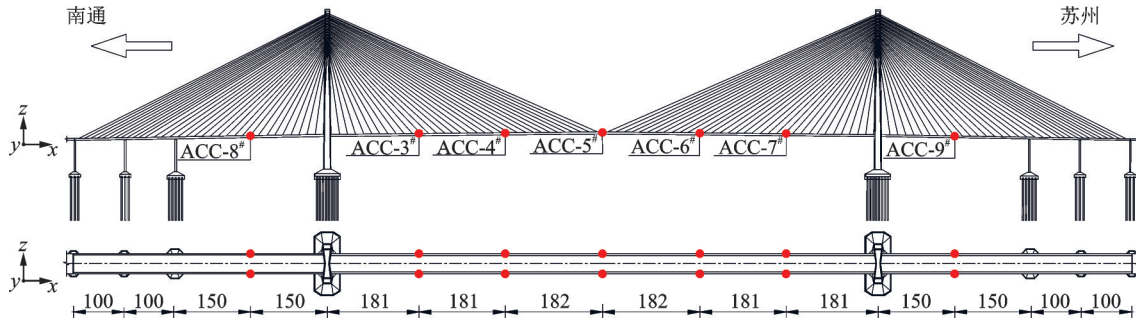 南通
苏州
z
y x
z
y x
ACC-8#
ACC-3#
ACC-4#
ACC-5#
ACC-6#
ACC-7#
ACC-9#
z
y x
100 100 150 150 181 181 182 182 181 181 150 150 100 100